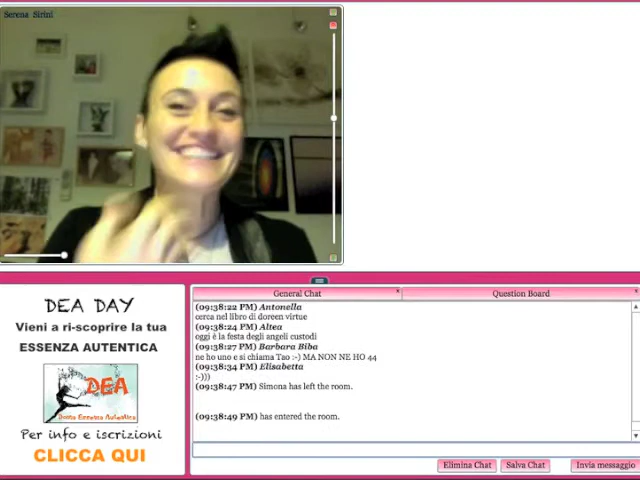 Serena Sirini
DEA DAY
Vieni a ri-scoprire la tua
ESSENZA AUTENTICA
DEA
Donna Essenza Autentica
Per info e iscrizioni
CLICCA QUI
General Chat
Question Board
(09:38:22 PM) Antonella
cerca nel libro di doreen virtue
(09:38:24 PM) Altea
oggi è la festa degli angeli custodi
(09:38:27 PM) Barbara Biba
ne ho uno e si chiama Tao :-) MA NON NE HO 44
(09:38:34 PM) Elisabetta
:-)))
(09:38:47 PM) Simona has left the room.
(09:38:49 PM) has entered the room.
Elimina Chat
Salva Chat
Invia messaggio